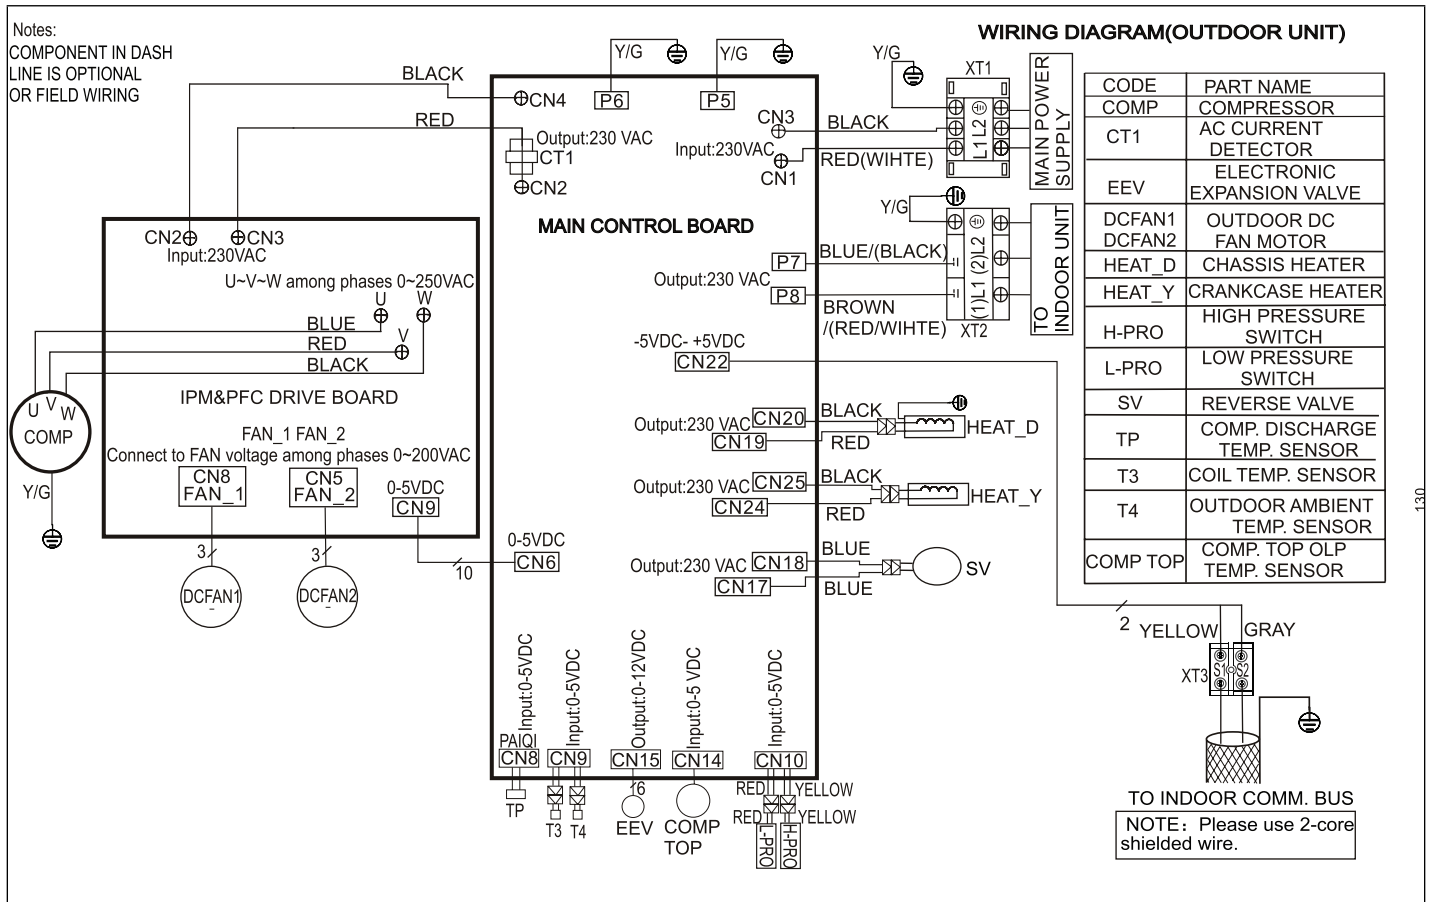 Notes:
COMPONENT IN DASH
LINE IS OPTIONAL
OR FIELD WIRING
WIRING DIAGRAM(OUTDOOR UNIT)
BLACK
RED
CN4
Output:230 VAC
CT1
CN2
Y/G
P6
Y/G
P5
CN3
Input:230VAC
CN1
BLACK
RED(WIHTE)
Y/G
XT1
L1 L2
MAIN POWER
SUPPLY
MAIN CONTROL BOARD
Y/G
P7
BLUE/(BLACK)
Output:230 VAC
P8
BROWN
/(RED/WIHTE)
(1)L1 (2)L2
XT2
TO
INDOOR UNIT
-5VDC- +5VDC
CN22
CN20
BLACK
Output:230 VAC
CN19
RED
HEAT_D
CN25
BLACK
Output:230 VAC
CN24
RED
HEAT_Y
CN18
BLUE
Output:230 VAC
CN17
BLUE
SV
CN2
CN3
Input:230VAC
U~V~W among phases 0~250VAC
U
W
V
BLUE
RED
BLACK
IPM&PFC DRIVE BOARD
U
V
W
COMP
Y/G
FAN_1 FAN_2
Connect to FAN voltage among phases 0~200VAC
CN8
FAN_1
CN5
FAN_2
0-5VDC
CN9
3
3
10
DCFAN1
DCFAN2
0-5VDC
CN6
Input:0-5VDC
PAIQI
CN8
TP
Input:0-5VDC
CN9
T3
T4
Output:0-12VDC
CN15
6
EEV
Input:0-5 VDC
CN14
COMP
TOP
Input:0-5VDC
CN10
RED
YELLOW
RED
YELLOW
L-PRO
H-PRO
CODE PART NAME
COMP COMPRESSOR
CT1 AC CURRENT
DETECTOR
EEV ELECTRONIC
EXPANSION VALVE
DCFAN1 OUTDOOR DC
DCFAN2 FAN MOTOR
HEAT_D CHASSIS HEATER
HEAT_Y CRANKCASE HEATER
H-PRO HIGH PRESSURE
SWITCH
L-PRO LOW PRESSURE
SWITCH
SV REVERSE VALVE
TP COMP. DISCHARGE
TEMP. SENSOR
T3 COIL TEMP. SENSOR
T4 OUTDOOR AMBIENT
TEMP. SENSOR
COMP TOP COMP. TOP OLP
TEMP. SENSOR
2
YELLOW
GRAY
XT3
S1
S2
TO INDOOR COMM. BUS
NOTE: Please use 2-core
shielded wire.
130